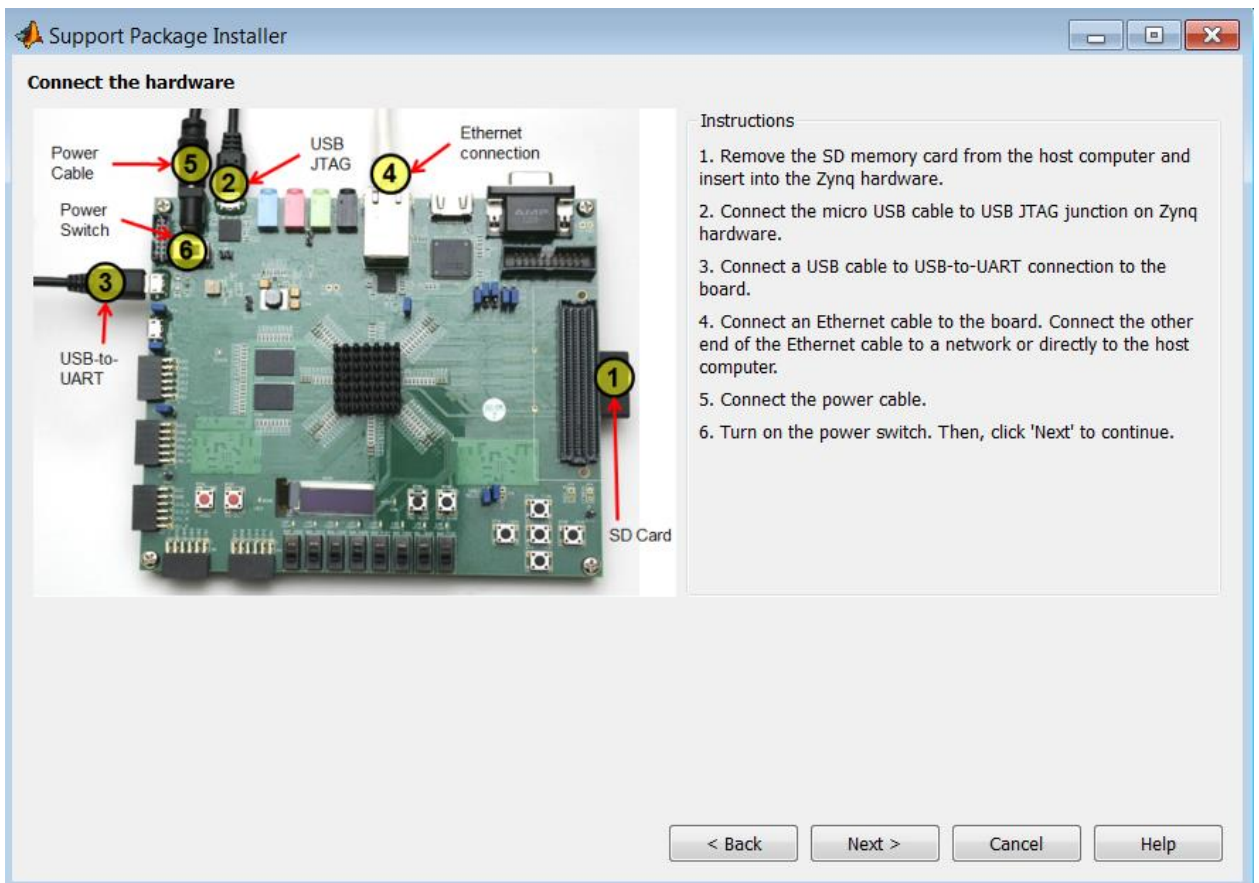 Support Package Installer
Connect the hardware
Power
Cable
5
2
USB
JTAG
Ethernet
connection
4
Power
Switch
6
3
USB-to-
UART
1
SD Card
AMP
Instructions
1. Remove the SD memory card from the host computer and
insert into the Zynq hardware.
2. Connect the micro USB cable to USB JTAG junction on Zynq
hardware.
3. Connect a USB cable to USB-to-UART connection to the
board.
4. Connect an Ethernet cable to the board. Connect the other
end of the Ethernet cable to a network or directly to the host
computer.
5. Connect the power cable.
6. Turn on the power switch. Then, click 'Next' to continue.
< Back
Next >
Cancel
Help